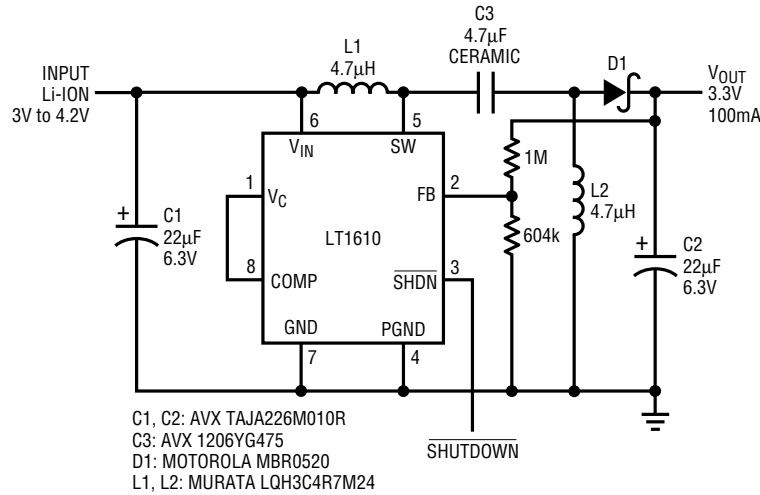 INPUT
Li-ION
3V to 4.2V
L1
4.7µH
C3
4.7µF
CERAMIC
D1
VOUT
3.3V
100mA
6
5
VIN
SW
1M
1
VC
2
FB
L2
4.7µH
+
C1
22µF
6.3V
LT1610
604k
+
C2
22µF
6.3V
8
COMP
3
SHDN
GND
PGND
7
4
C1, C2: AVX TAJA226M010R
C3: AVX 1206YG475
D1: MOTOROLA MBR0520
L1, L2: MURATA LQH3C4R7M24
SHUTDOWN